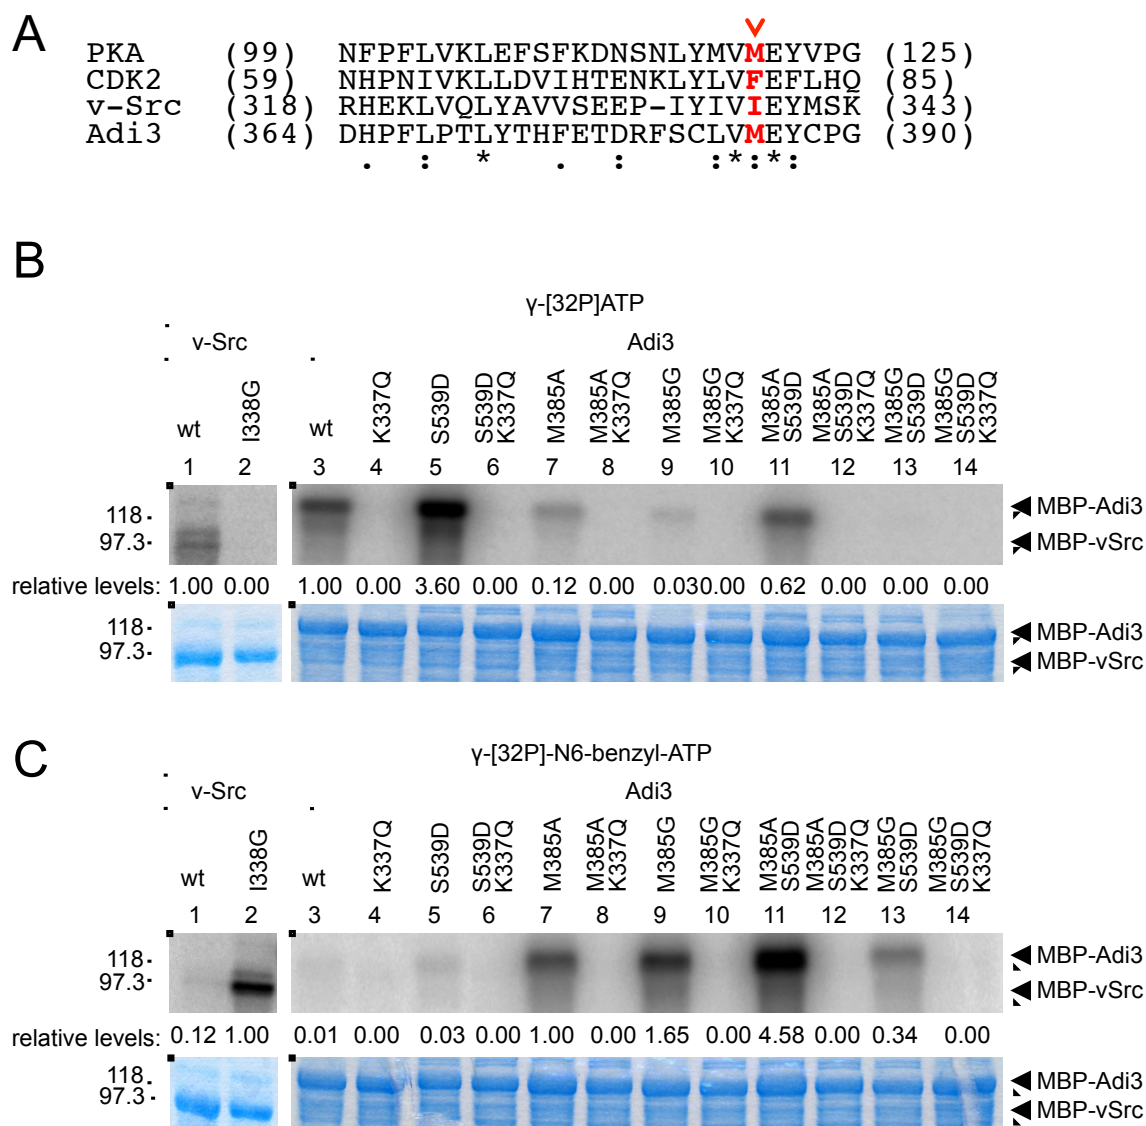 A
PKA (99) NFPFLVKLEFSFKDNSNLYMVMEYVPG (125)
CDK2 (59) NHPNIVKLLDVIHTENKLYLVFEFLHQ (85)
v-Src (318) RHEKLVQLYAVVSEEP-IYIVIEYMSK (343)
Adi3 (364) DHPFLPTLYTHFETDRFSCLVMEYCPG (390)
. : * . : :*:*:
B
γ-[32P]ATP
v-Src Adi3
wt I338G wt K337Q S539D S539D K337Q M385A M385A K337Q M385G M385G K337Q M385A S539D M385A S539D K337Q M385G S539D M385G S539D K337Q
1 2 3 4 5 6 7 8 9 10 11 12 13 14
118 MBP-Adi3
97.3 MBP-vSrc
relative levels: 1.00 0.00 1.00 0.00 3.60 0.00 0.12 0.00 0.03 0.00 0.62 0.00 0.00 0.00
118 MBP-Adi3
97.3 MBP-vSrc
C
γ-[32P]-N6-benzyl-ATP
v-Src Adi3
wt I338G wt K337Q S539D S539D K337Q M385A M385A K337Q M385G M385G K337Q M385A S539D M385A S539D K337Q M385G S539D M385G S539D K337Q
1 2 3 4 5 6 7 8 9 10 11 12 13 14
118 MBP-Adi3
97.3 MBP-vSrc
relative levels: 0.12 1.00 0.01 0.00 0.03 0.00 1.00 0.00 1.65 0.00 4.58 0.00 0.34 0.00
118 MBP-Adi3
97.3 MBP-vSrc